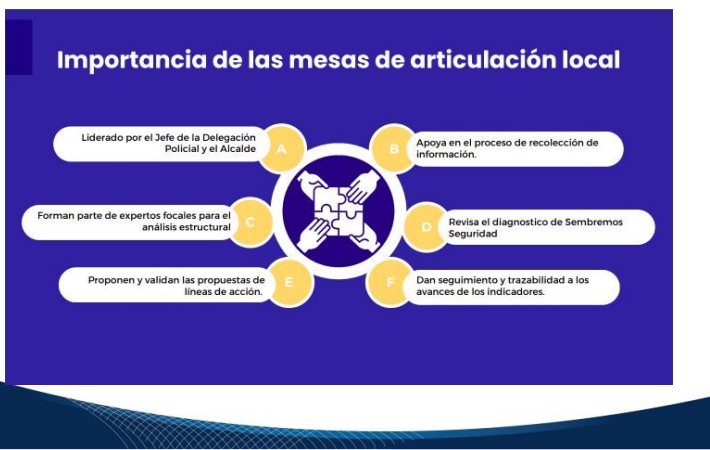 Importancia de las mesas de articulación local
Liderado por el Jefe de la Delegación
Policial y el Alcalde
A
B
Apoya en el proceso de recolección de
información.
Forman parte de expertos focales para el
análisis estructural
C
D
Revisa el diagnostico de Sembremos
Seguridad
Proponen y validan las propuestas de
líneas de acción.
E
F
Dan seguimiento y trazabilidad a los
avances de los indicadores.